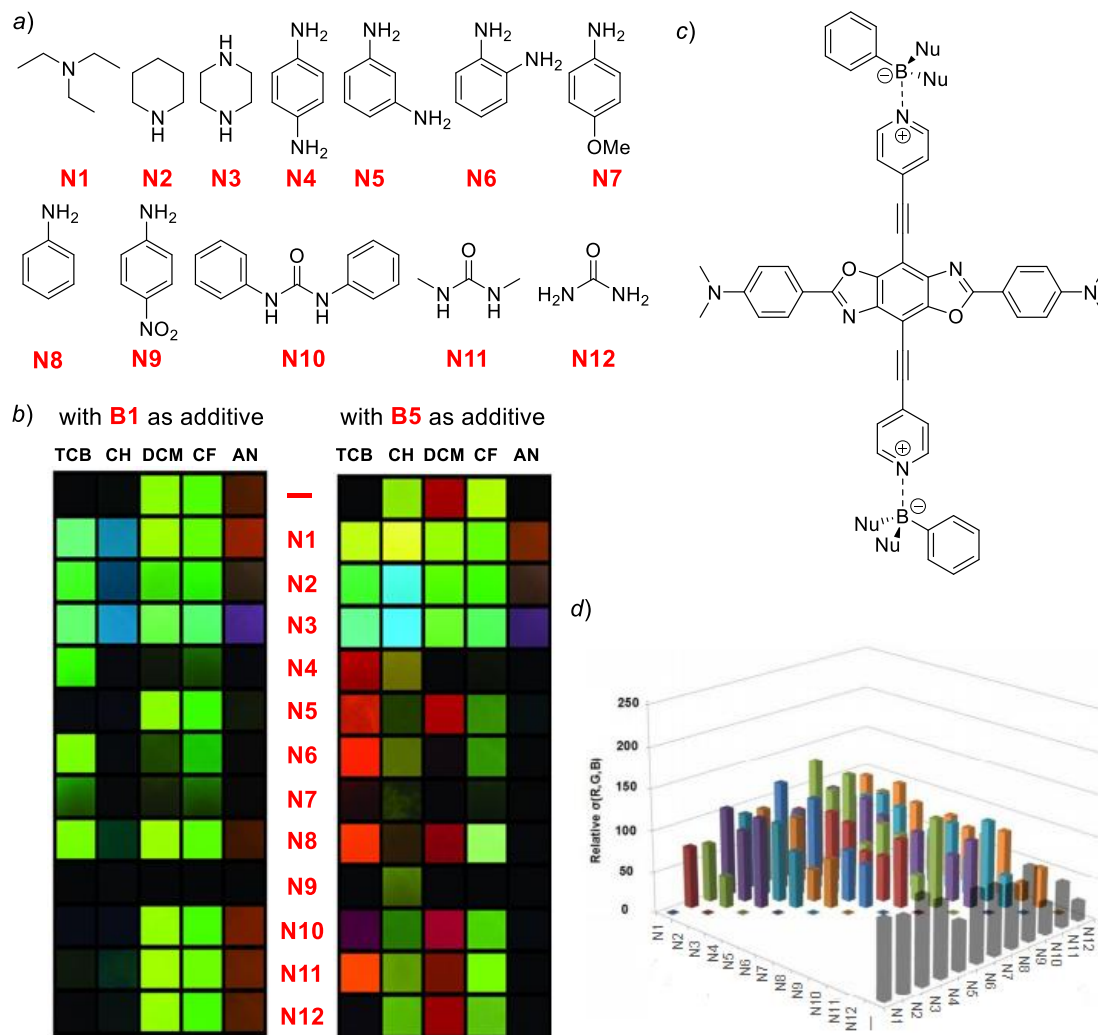 a)
NH2 NH2 NH2 NH2
H
N
N
NH2
N
H
N
H
NH2
OMe
N1 N2 N3 N4 N5 N6 N7
NH2 NH2
O O O
N N
H H
N N
H H
H2N NH2
NO2
N8 N9 N10 N11 N12
b) with B1 as additive with B5 as additive
TCB CH DCM CF AN TCB CH DCM CF AN
—
N1
N2
N3
N4
N5
N6
N7
N8
N9
N10
N11
N12
c)
Nu
⊖B
Nu
N
⊕
O N
N N
N O
⊕
N
Nu B ⊖
Nu
d)
Relative σ(R,G,B)
250
200
150
100
50
0
N1
N2
N3
N4
N5
N6
N7
N8
N9
N10
N11
N12
—
N1
N2
N3
N4
N5
N6
N7
N8
N9
N10
N11
N12